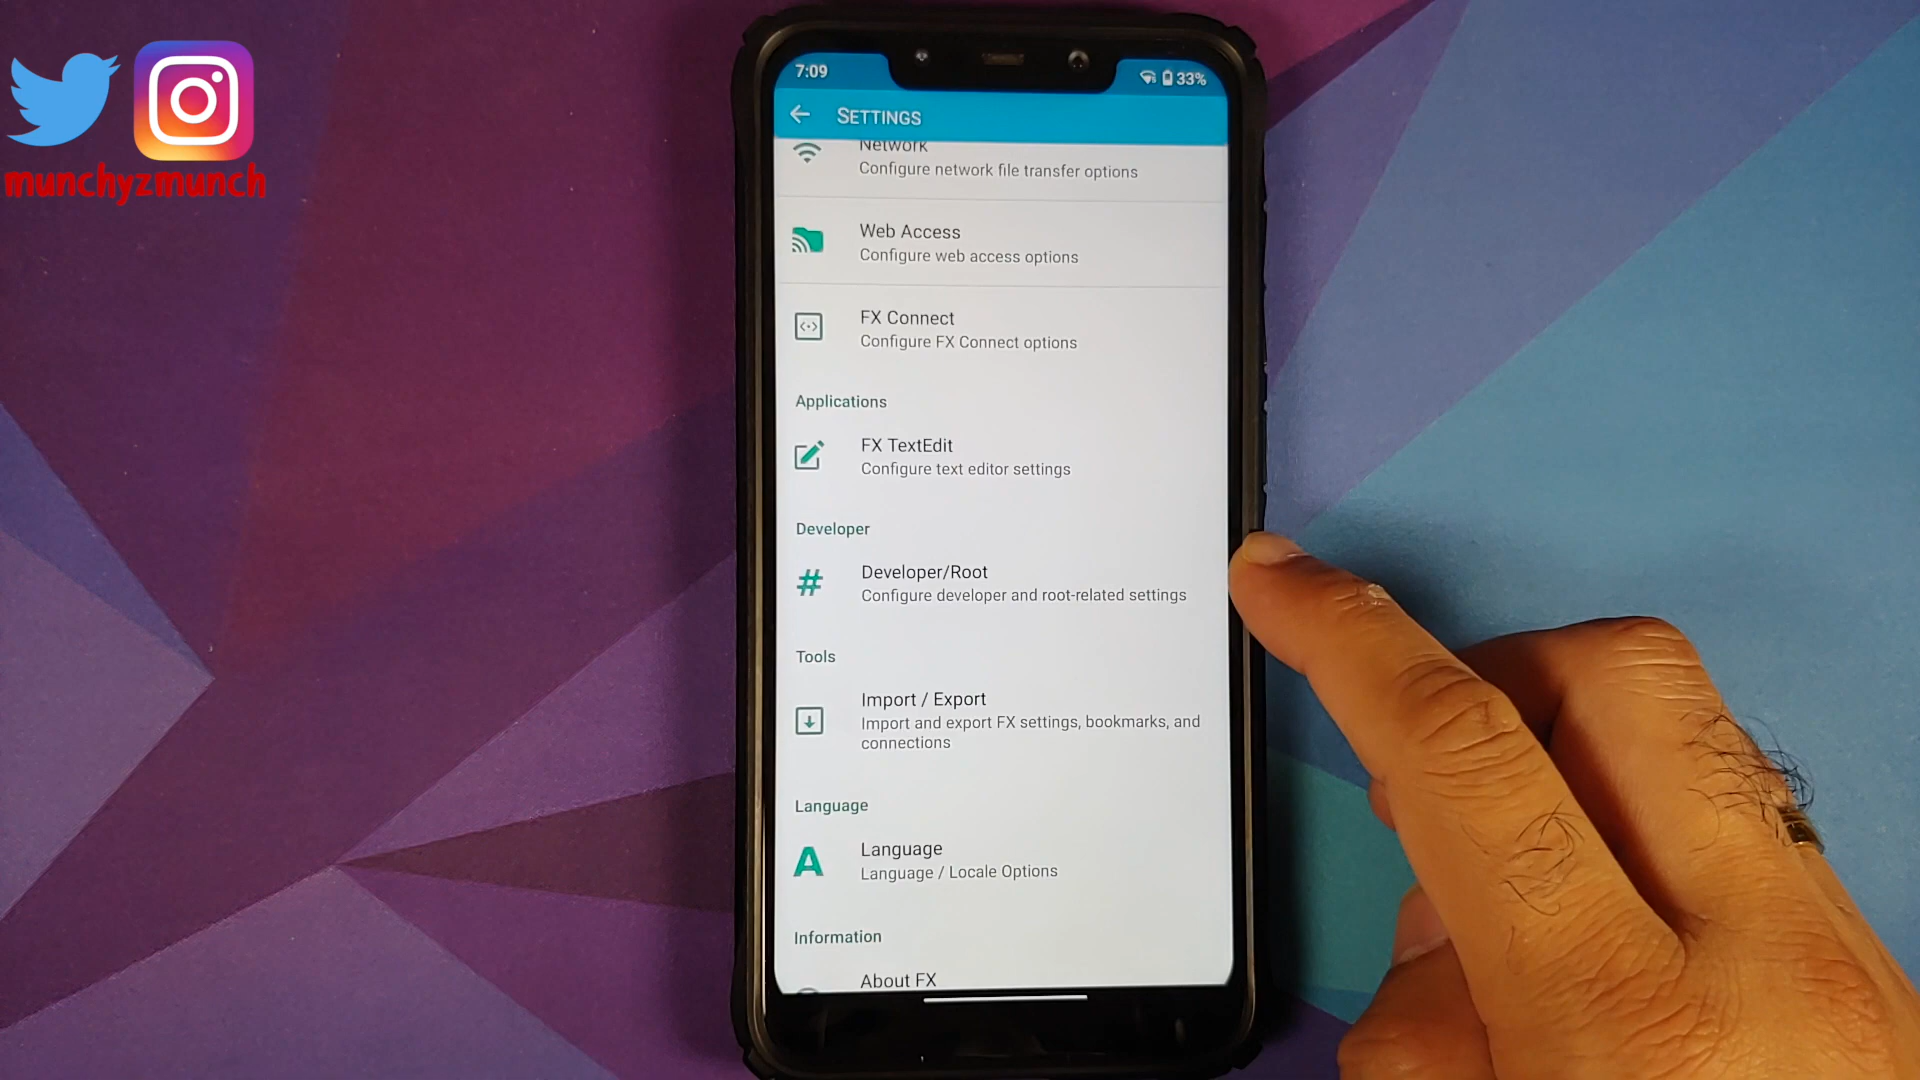 munchyzmunch
7:09
33%
SETTINGS
Network
Configure network file transfer options
Web Access
Configure web access options
FX Connect
Configure FX Connect options
Applications
FX TextEdit
Configure text editor settings
Developer
#
Developer/Root
Configure developer and root-related settings
Tools
Import / Export
Import and export FX settings, bookmarks, and
connections
Language
A
Language
Language / Locale Options
Information
About FX